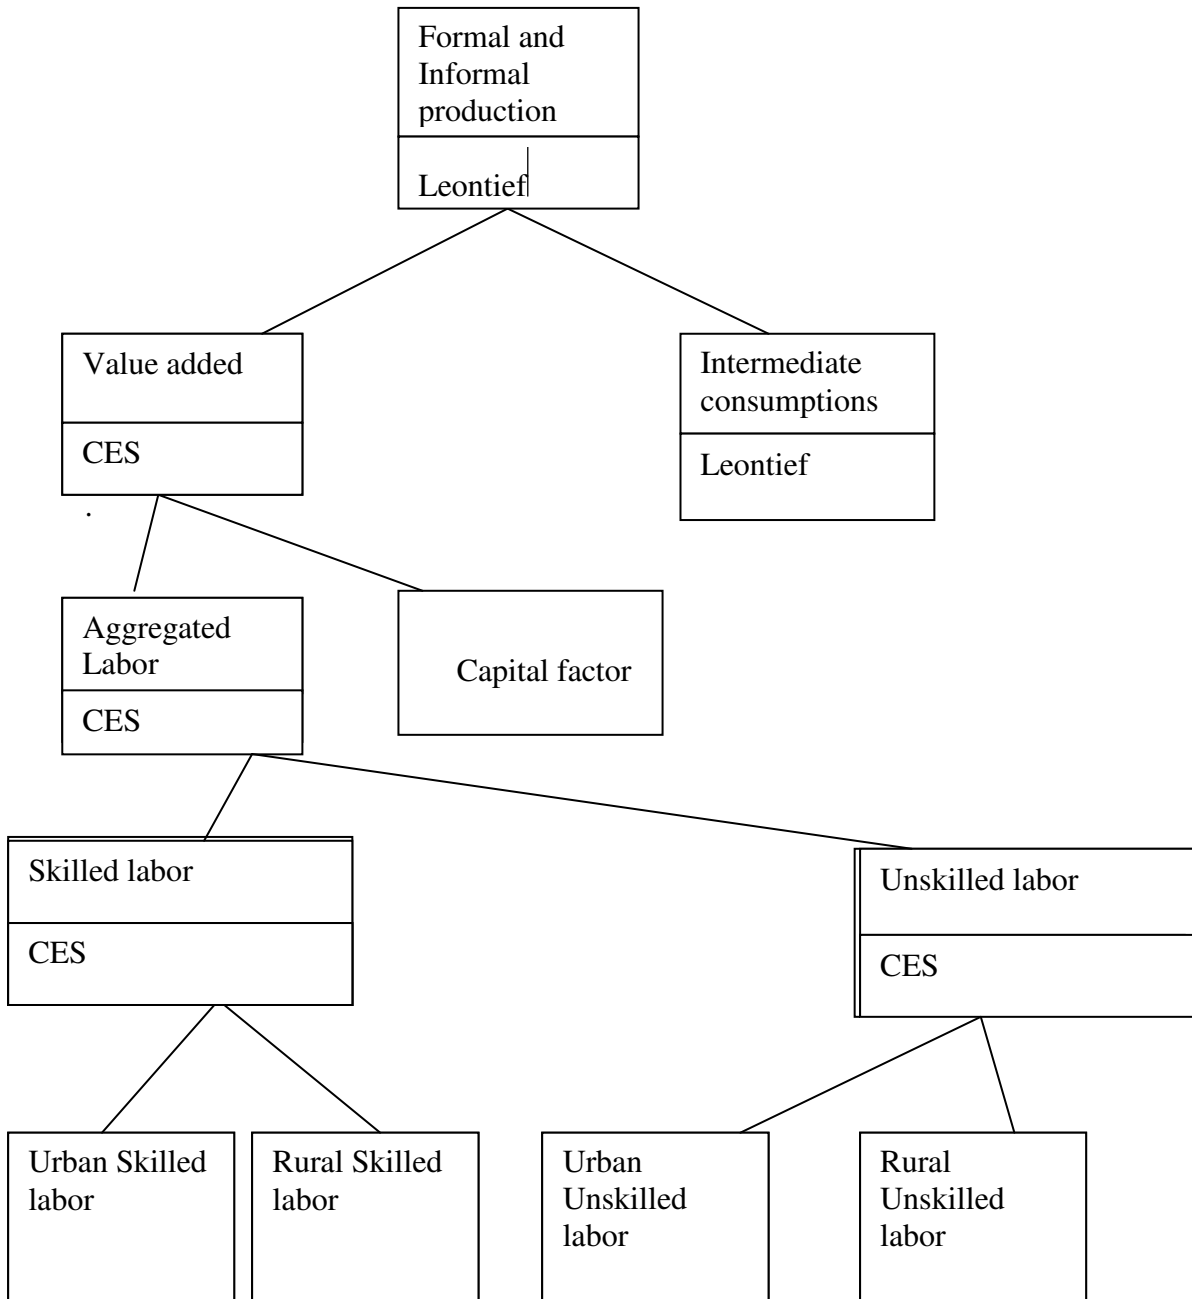 Formal and
Informal
production
Leontief
Value added
CES
.
Intermediate
consumptions
Leontief
Aggregated
Labor
CES
Capital factor
Skilled labor
CES
Unskilled labor
CES
Urban Skilled
labor
Rural Skilled
labor
Urban
Unskilled
labor
Rural
Unskilled
labor